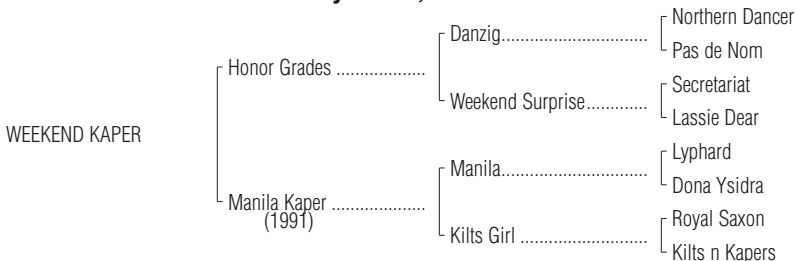 Northern Dancer
Danzig
Pas de Nom
Honor Grades
Secretariat
Weekend Surprise
Lassie Dear
WEEKEND KAPER
Lyphard
Manila
Dona Ysidra
Manila Kaper
(1991)
Royal Saxon
Kilts Girl
Kilts n Kapers